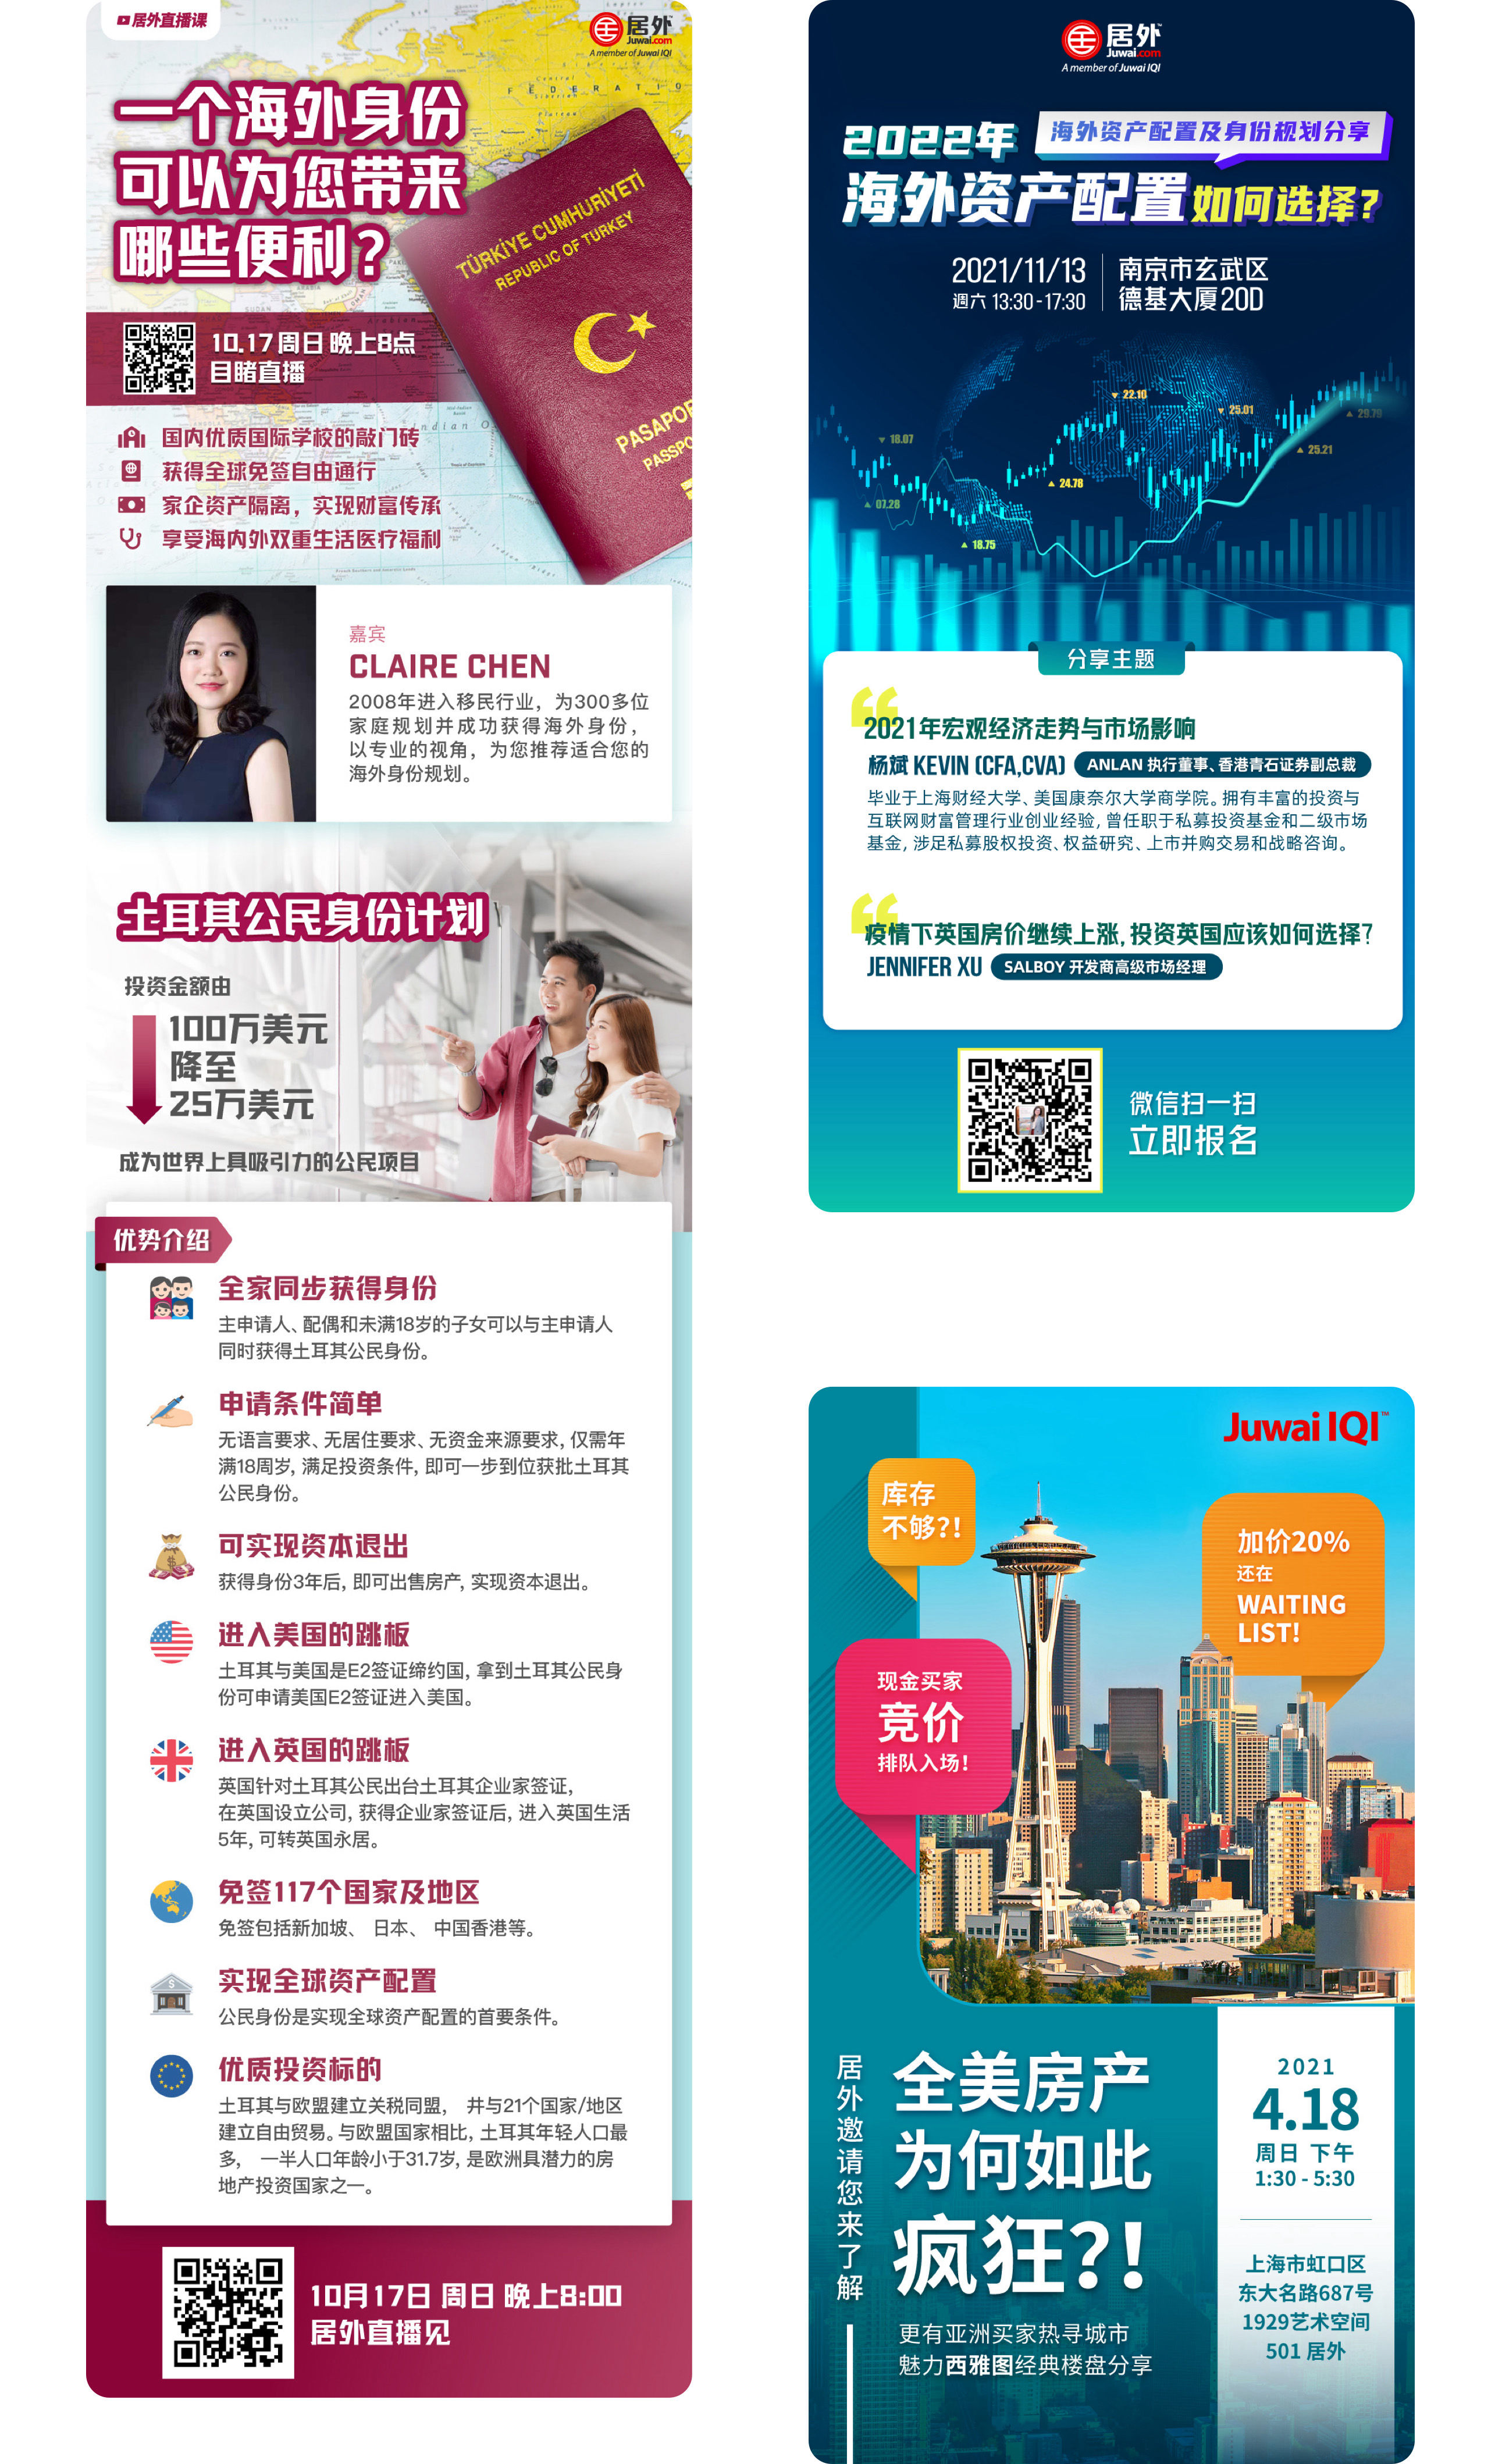 居外直播课
居外
Juwai.com
A member of Juwai IQI
一个海外身份
可以为您带来
哪些便利？
TÜRKİYE CUMHURİYETİ
REPUBLIC OF TURKEY
10.17 周日 晚上8点
目睹直播
国内优质国际学校的敲门砖
获得全球免签自由通行
家企资产隔离，实现财富传承
享受海内外双重生活医疗福利
嘉宾
CLAIRE CHEN
2008年进入移民行业，为300多位
家庭规划并成功获得海外身份，
以专业的视角，为您推荐适合您的
海外身份规划。
土耳其公民身份计划
投资金额由
100万美元
降至
25万美元
成为世界上具吸引力的公民项目
优势介绍
全家同步获得身份
主申请人、配偶和未满18岁的子女可以与主申请人
同时获得土耳其公民身份。
申请条件简单
无语言要求、无居住要求、无资金来源要求，仅需年
满18周岁，满足投资条件，即可一步到位获批土耳其
公民身份。
可实现资本退出
获得身份3年后，即可出售房产，实现资本退出。
进入美国的跳板
土耳其与美国是E2签证缔约国，拿到土耳其公民身
份可申请美国E2签证进入美国。
进入英国的跳板
英国针对土耳其公民出台土耳其企业家签证，
在英国设立公司，获得企业家签证后，进入英国生活
5年，可转英国永居。
免签117个国家及地区
免签包括新加坡、 日本、 中国香港等。
实现全球资产配置
公民身份是实现全球资产配置的首要条件。
优质投资标的
土耳其与欧盟建立关税同盟， 井与21个国家/地区
建立自由贸易。与欧盟国家相比，土耳其年轻人口最
多， 一半人口年龄小于31.7岁，是欧洲具潜力的房
地产投资国家之一。
10月17日 周日 晚上8:00
居外直播见
居外
Juwai.com
A member of Juwai IQI
2022年
海外资产配置及身份规划分享
海外资产配置如何选择？
2021/11/13
週六 13:30-17:30
南京市玄武区
德基大厦20D
22.10
25.01
29.79
18.07
25.21
24.78
07.28
18.75
分享主题
2021年宏观经济走势与市场影响
杨斌 KEVIN (CFA,CVA) ANLAN 执行董事、香港青石证券副总裁
毕业于上海财经大学、美国康奈尔大学商学院。拥有丰富的投资与
互联网财富管理行业创业经验，曾任职于私募投资基金和二级市场
基金，涉足私募股权投资、权益研究、上市并购交易和战略咨询。
疫情下英国房价继续上涨，投资英国应该如何选择？
JENNIFER XU SALBOY 开发商高级市场经理
微信扫一扫
立即报名
Juwai IQI™
库存
不够?!
加价20%
还在
WAITING
LIST!
现金买家
竞价
排队入场!
居外邀请您来了解
全美房产
为何如此
疯狂?!
更有亚洲买家热寻城市
魅力西雅图经典楼盘分享
2021
4.18
周日 下午
1:30 - 5:30
上海市虹口区
东大名路687号
1929艺术空间
501 居外